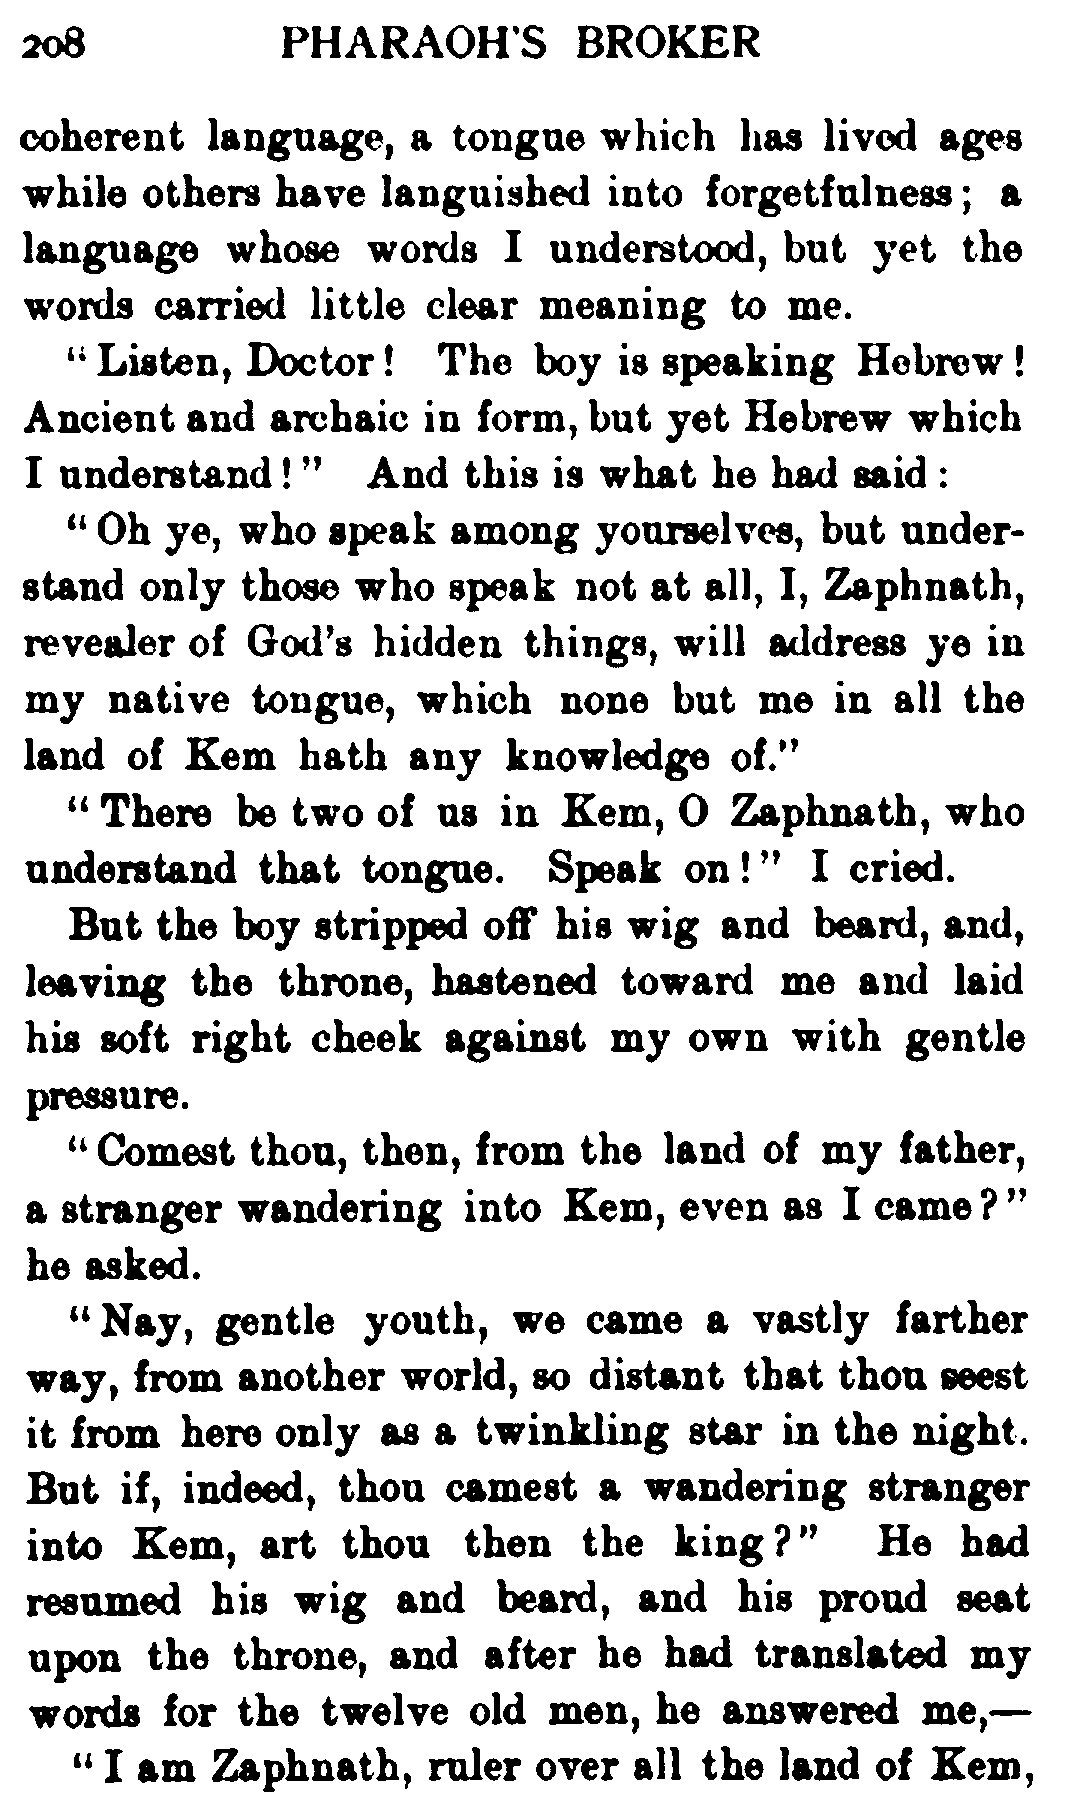 208 PHARAOH'S BROKER
coherent language, a tongue which has lived ages
while others have languished into forgetfulness; a
language whose words I understood, but yet the
words carried little clear meaning to me.
"Listen, Doctor! The boy is speaking Hebrew!
Ancient and archaic in form, but yet Hebrew which
I understand!" And this is what he had said:
"Oh ye, who speak among yourselves, but under-
stand only those who speak not at all, I, Zaphnath,
revealer of God's hidden things, will address ye in
my native tongue, which none but me in all the
land of Kem hath any knowledge of."
"There be two of us in Kem, O Zaphnath, who
understand that tongue. Speak on!" I cried.
But the boy stripped off his wig and beard, and,
leaving the throne, hastened toward me and laid
his soft right cheek against my own with gentle
pressure.
"Comest thou, then, from the land of my father,
a stranger wandering into Kem, even as I came?"
he asked.
"Nay, gentle youth, we came a vastly farther
way, from another world, so distant that thou seest
it from here only as a twinkling star in the night.
But if, indeed, thou camest a wandering stranger
into Kem, art thou then the king?" He had
resumed his wig and beard, and his proud seat
upon the throne, and after he had translated my
words for the twelve old men, he answered me,—
"I am Zaphnath, ruler over all the land of Kem,